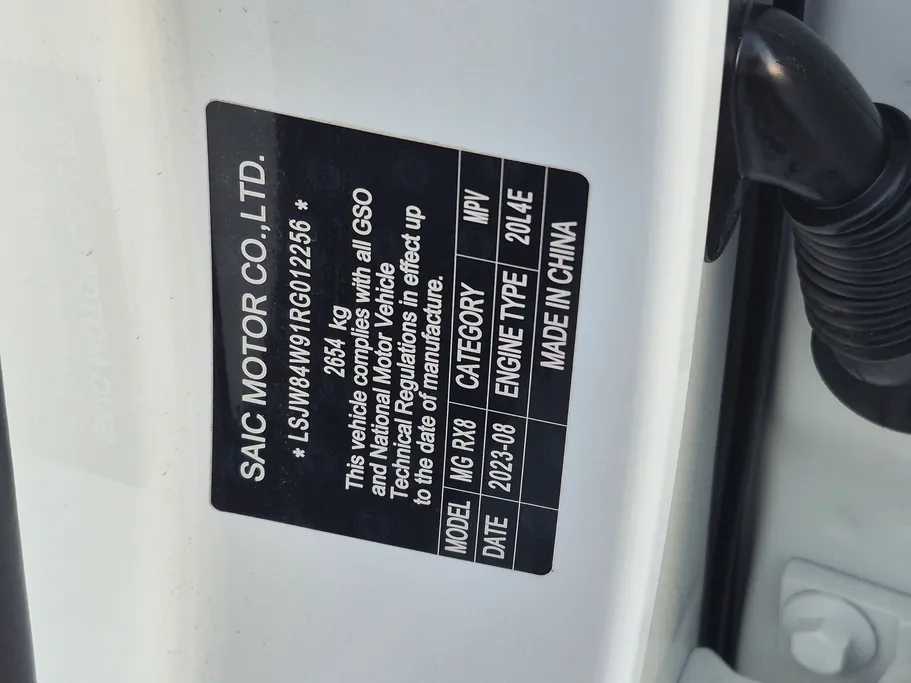 SAIC MOTOR CO.,LTD.
* LSJW84W91RG012256 *
2654 kg
This vehicle complies with all GSO
and National Motor Vehicle
Technical Regulations in effect up
to the date of manufacture.
MODEL MG RX8 CATEGORY MPV
DATE 2023-08 ENGINE TYPE 20L4E
MADE IN CHINA